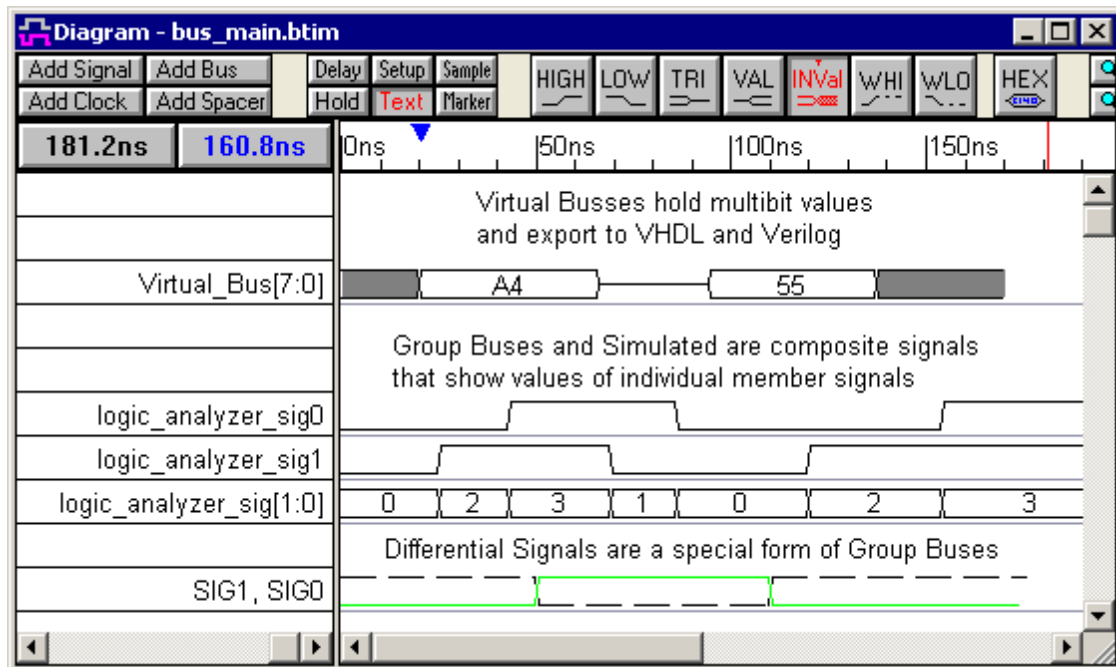 Diagram - bus_main.btim
Add Signal Add Bus Delay Setup Sample HIGH LOW TRI VAL INVal WHI WLO HEX
Add Clock Add Spacer Hold Text Marker
181.2ns 160.8ns 0ns 50ns 100ns 150ns
Virtual Busses hold multibit values
and export to VHDL and Verilog
Virtual_Bus[7:0] A4 55
Group Buses and Simulated are composite signals
that show values of individual member signals
logic_analyzer_sig0
logic_analyzer_sig1
logic_analyzer_sig[1:0] 0 2 3 1 0 2 3
Differential Signals are a special form of Group Buses
SIG1, SIG0